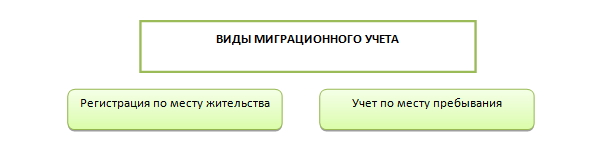 ВИДЫ МИГРАЦИОННОГО УЧЕТА
Регистрация по месту жительства
Учет по месту пребывания